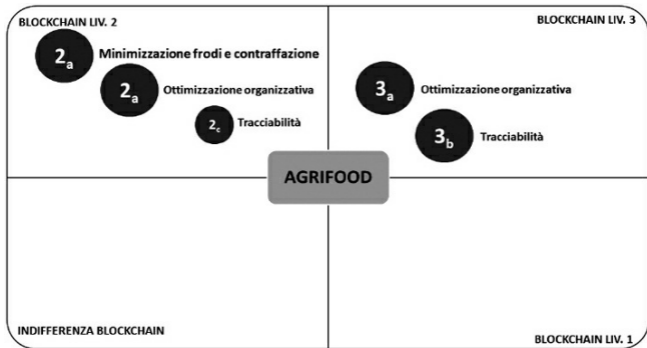 BLOCKCHAIN LIV. 2
BLOCKCHAIN LIV. 3
2a Minimizzazione frodi e contraffazione
2a Ottimizzazione organizzativa
2c Tracciabilità
3a Ottimizzazione organizzativa
3b Tracciabilità
AGRIFOOD
INDIFFERENZA BLOCKCHAIN
BLOCKCHAIN LIV. 1